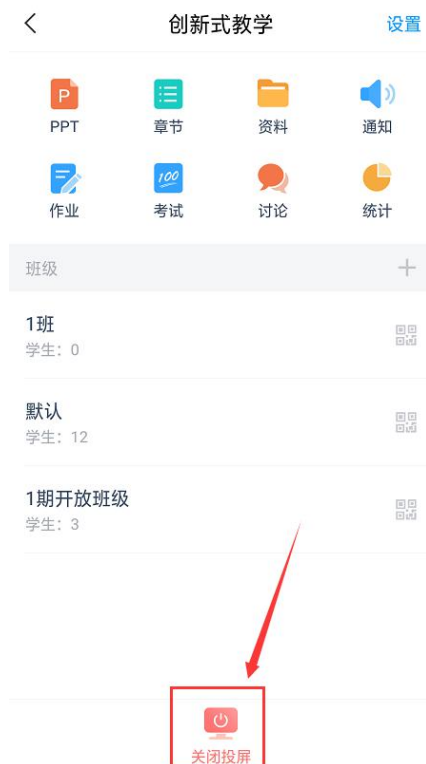 创新式教学 设置
PPT 章节 资料 通知
100
作业 考试 讨论 统计
班级
1班
学生：0
默认
学生：12
1期开放班级
学生：3
关闭投屏